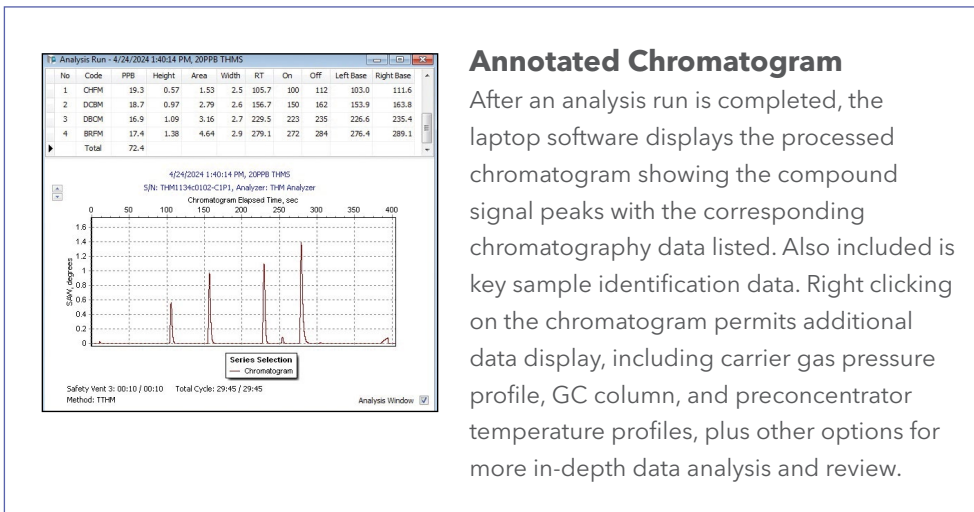 Analysis Run - 4/24/2024 1:40:14 PM, 20PPB THMS
No Code PPB Height Area Width RT On Off Left Base Right Base
1 CHFM 19.3 0.57 1.53 2.5 105.7 100 112 103.0 111.6
2 DCBM 18.7 0.97 2.79 2.6 156.7 150 162 153.9 163.8
3 DBCM 16.9 1.09 3.16 2.7 229.5 223 235 226.6 235.4
4 BRFM 17.4 1.38 4.64 2.9 279.1 272 284 276.4 289.1
Total 72.4
4/24/2024 1:40:14 PM, 20PPB THMS
S/N: THM1134c0102-C1P1, Analyzer: THM Analyzer
Chromatogram Elapsed Time, sec
0 50 100 150 200 250 300 350 400
1.6
1.4
1.2
1
0.8
0.6
0.4
0.2
0
SAW, degrees
Series Selection
Chromatogram
Safety Vent 3: 00:10 / 00:10 Total Cycle: 29:45 / 29:45
Method: TTHM
Analysis Window
Annotated Chromatogram
After an analysis run is completed, the
laptop software displays the processed
chromatogram showing the compound
signal peaks with the corresponding
chromatography data listed. Also included is
key sample identification data. Right clicking
on the chromatogram permits additional
data display, including carrier gas pressure
profile, GC column, and preconcentrator
temperature profiles, plus other options for
more in-depth data analysis and review.